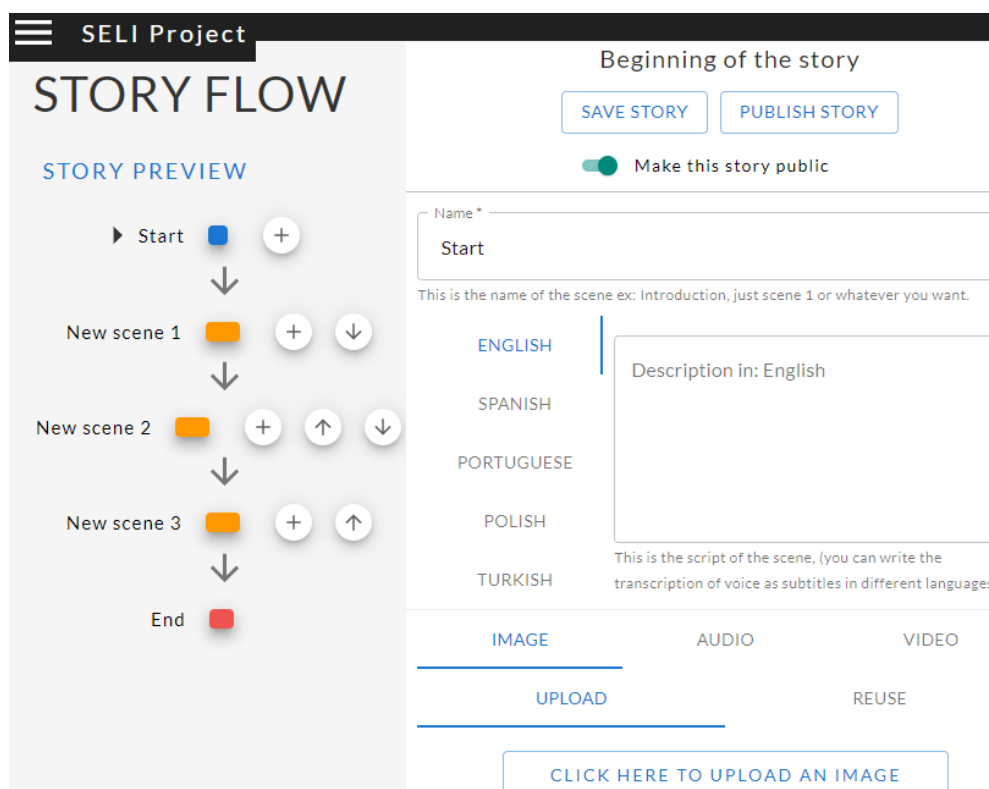 SELI Project
STORY FLOW
STORY PREVIEW
Start
New scene 1
New scene 2
New scene 3
End
Beginning of the story
SAVE STORY
PUBLISH STORY
Make this story public
Name *
Start
This is the name of the scene ex: Introduction, just scene 1 or whatever you want.
ENGLISH
SPANISH
PORTUGUESE
POLISH
TURKISH
Description in: English
This is the script of the scene, (you can write the
transcription of voice as subtitles in different languages
IMAGE
AUDIO
VIDEO
UPLOAD
REUSE
CLICK HERE TO UPLOAD AN IMAGE